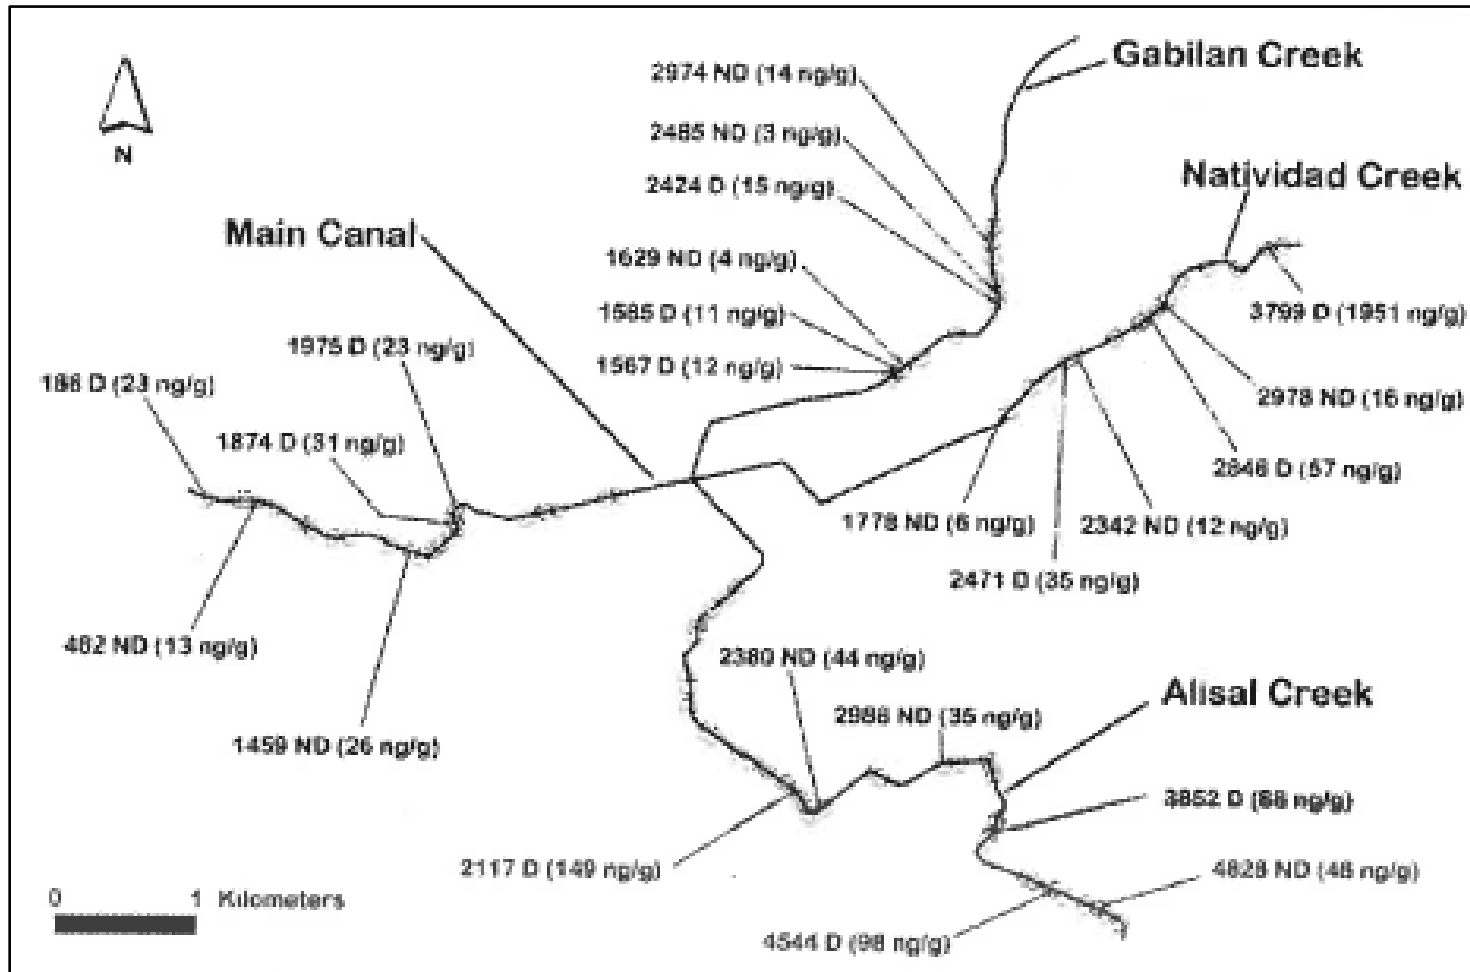 Gabilan Creek
2974 ND (14 ng/g)
2485 ND (3 ng/g)
N
Natividad Creek
2424 D (15 ng/g)
Main Canal
1629 ND (4 ng/g)
3799 D (1951 ng/g)
1585 D (11 ng/g)
1975 D (23 ng/g)
1567 D (12 ng/g)
D (23 ng/g)
2978 ND (16 ng/g)
1874 D (31 ng/g)
2846 D (57 ng/g)
1778 ND (6 ng/g)
2342 ND (12 ng/g)
2471 D (35 ng/g)
482 ND (13 ng/g)
2380 ND (44 ng/g)
Alisal Creek
2988 ND (35 ng/g)
1459 ND (26 ng/g)
3852 D ng/g)
2117 D (149 ng/g)
4828 ND ng/g)
0 1 Kilometers
4544 D (98 ng/g)